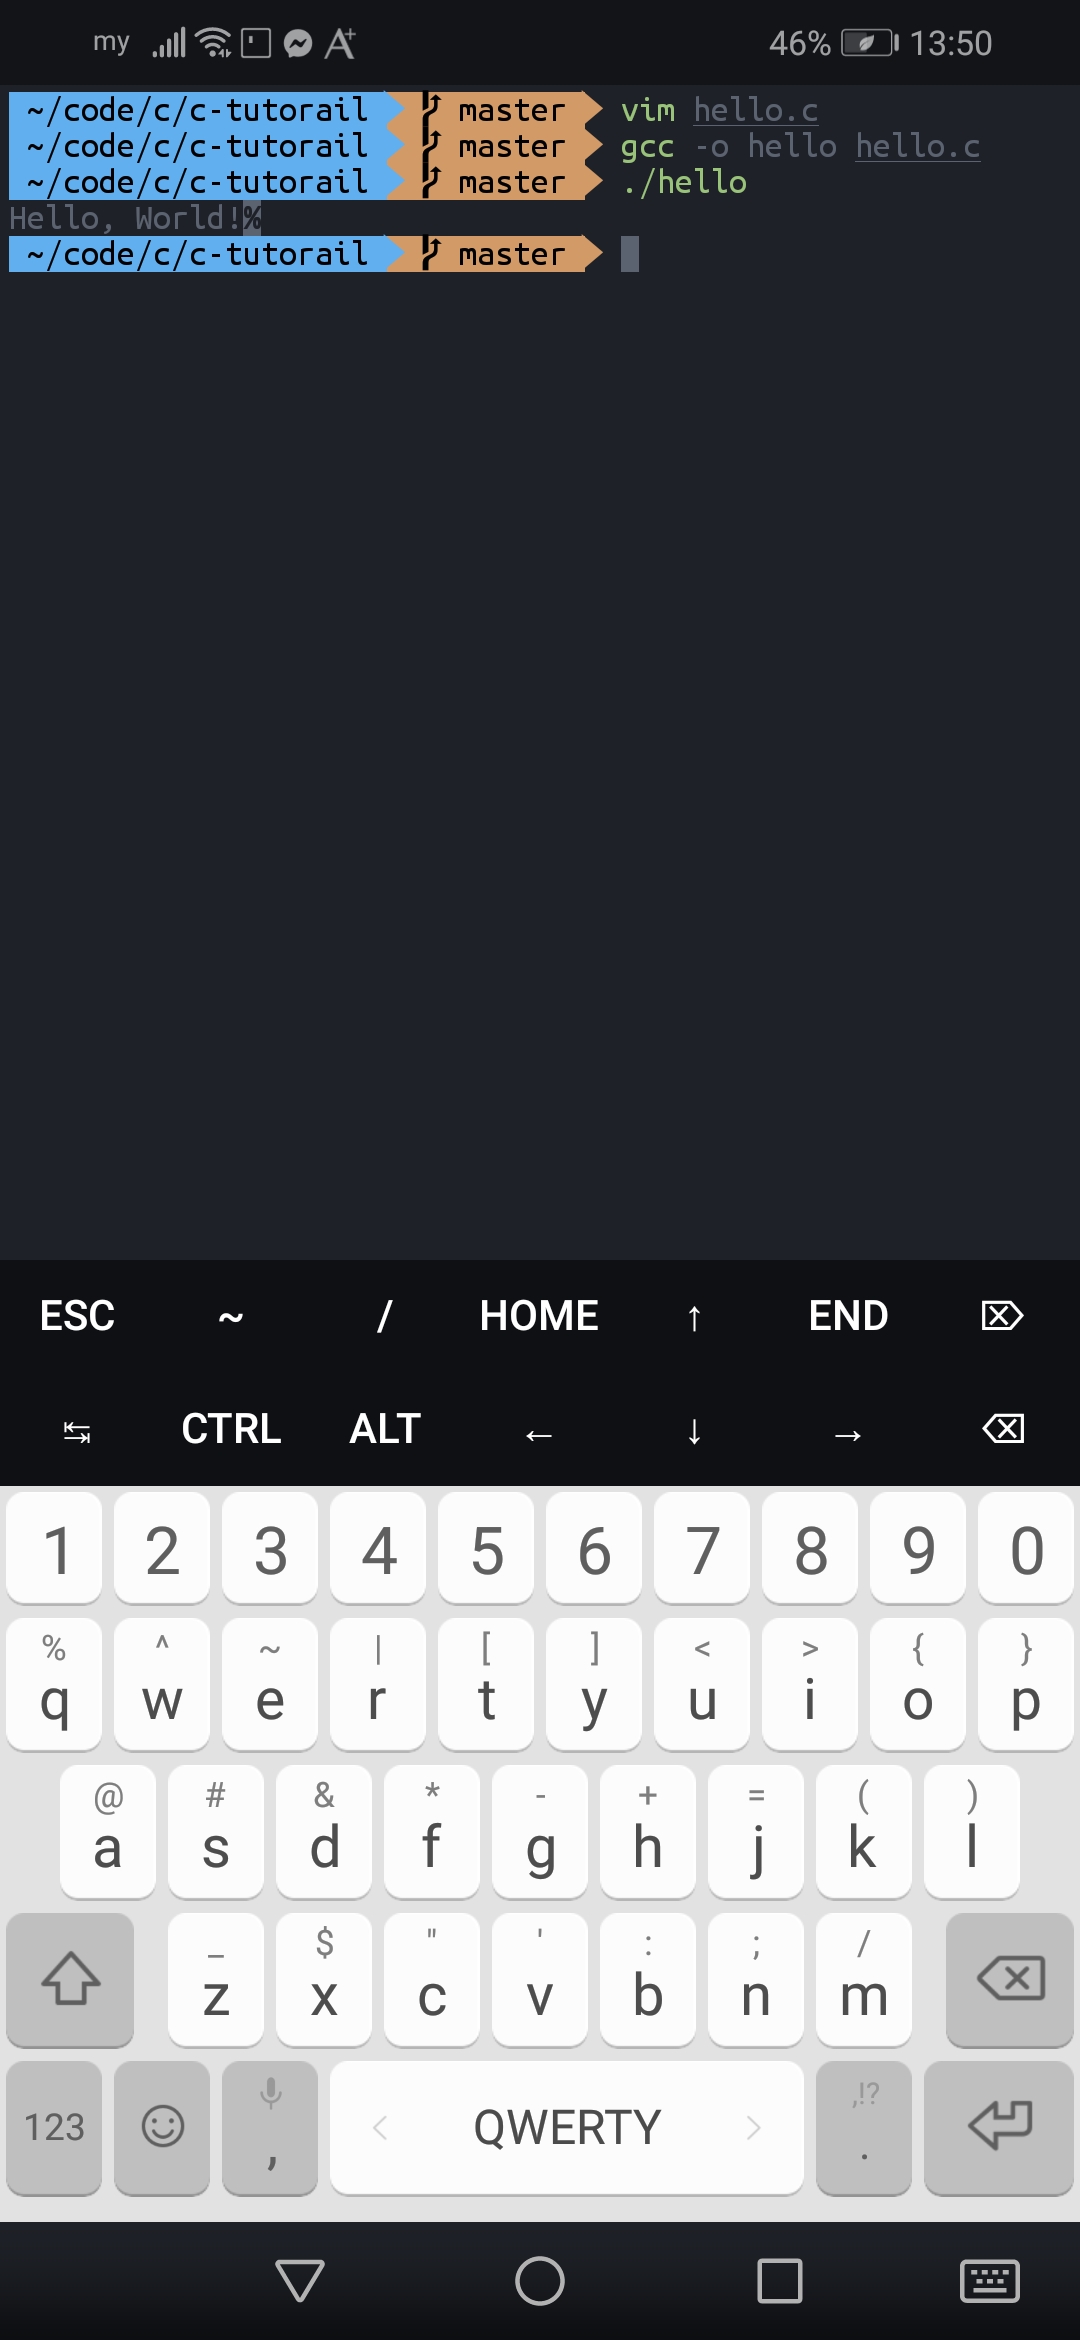 my 46% 13:50
~/code/c/c-tutorail master vim hello.c
~/code/c/c-tutorail master gcc -o hello hello.c
~/code/c/c-tutorail master ./hello
Hello, World!%
~/code/c/c-tutorail master
ESC ~ / HOME ↑ END
CTRL ALT ← ↓ →
1 2 3 4 5 6 7 8 9 0
% ^ ~ | [ ] < > { }
q w e r t y u i o p
@ # & * - + = ( )
a s d f g h j k l
_ $ " ' : ; /
z x c v b n m
,!?
123 , < QWERTY > .